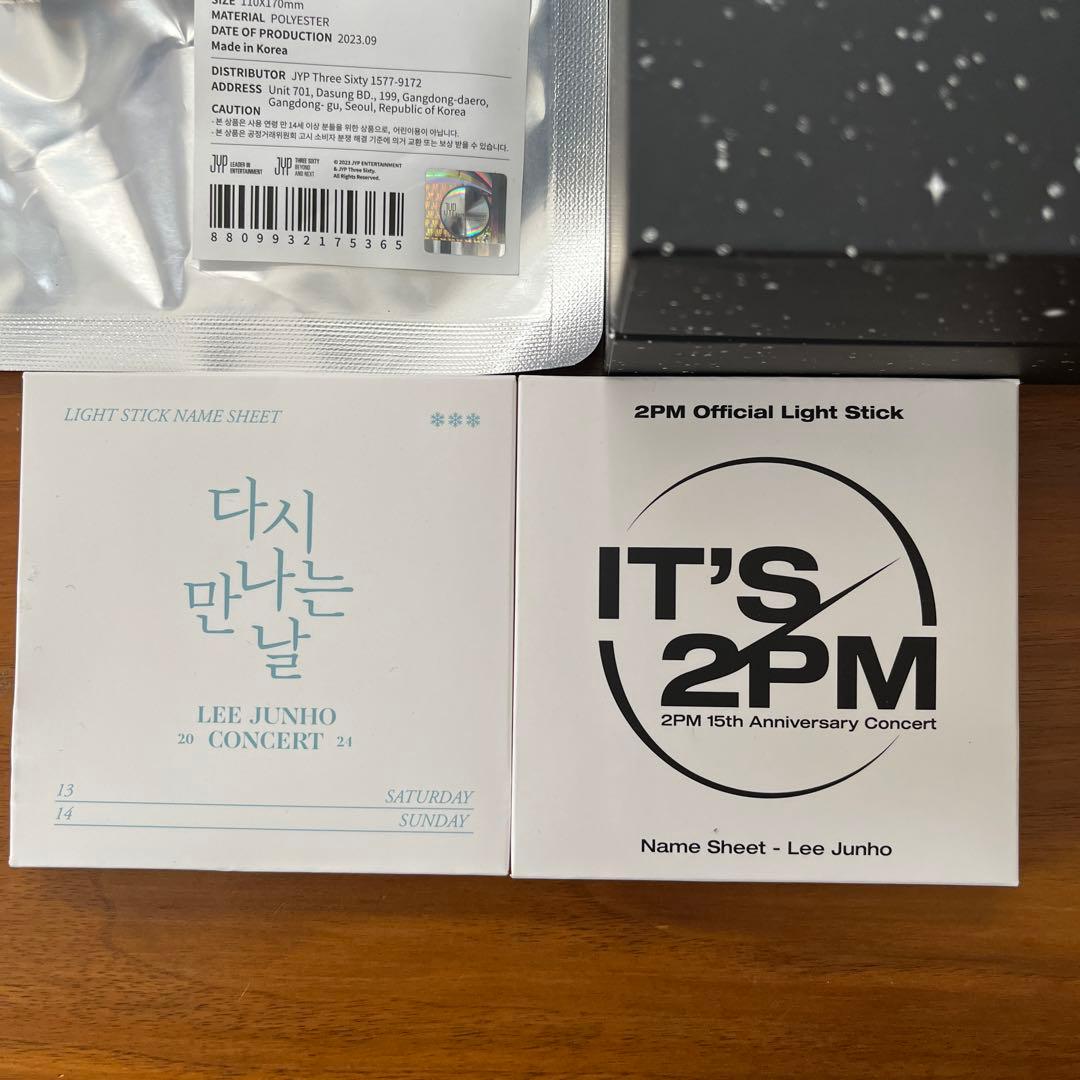 SIZE 110X170mm
MATERIAL POLYESTER
DATE OF PRODUCTION 2023.09
Made in Korea
DISTRIBUTOR JYP Three Sixty 1577-9172
ADDRESS Unit 701, Dasung BD., 199, Gangdong-daero,
Gangdong- gu, Seoul, Republic of Korea
CAUTION
- 본 상품은 사용 연령 만 14세 이상 분들을 위한 상품으로, 어린이용이 아닙니다.
- 본 상품은 공정거래위원회 고시 소비자 분쟁 해결 기준에 의거 교환 또는 보상 받을 수 있습니다.
JYP LEADER IN ENTERTAINMENT
JYP THREE SIXTY BEYOND AND NEXT
© 2023 JYP ENTERTAINMENT
& JYP Three Sixty.
All Rights Reserved.
8809932175365
LIGHT STICK NAME SHEET
다시
만나는
날
LEE JUNHO
20 CONCERT 24
13 SATURDAY
14 SUNDAY
2PM Official Light Stick
IT'S
2PM
2PM 15th Anniversary Concert
Name Sheet - Lee Junho